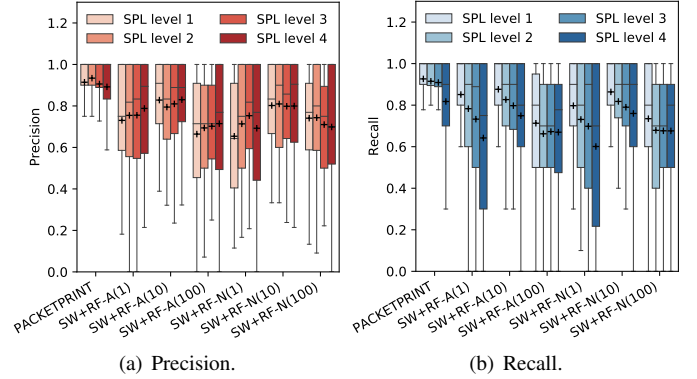 SPL level 1
SPL level 2
SPL level 3
SPL level 4
Precision
1.2
1.0
0.8
0.6
0.4
0.2
0.0
PACKETPRINT
SW+RF-A(1)
SW+RF-A(10)
SW+RF-A(100)
SW+RF-N(1)
SW+RF-N(10)
SW+RF-N(100)
(a) Precision.
SPL level 1
SPL level 2
SPL level 3
SPL level 4
Recall
1.2
1.0
0.8
0.6
0.4
0.2
0.0
PACKETPRINT
SW+RF-A(1)
SW+RF-A(10)
SW+RF-A(100)
SW+RF-N(1)
SW+RF-N(10)
SW+RF-N(100)
(b) Recall.